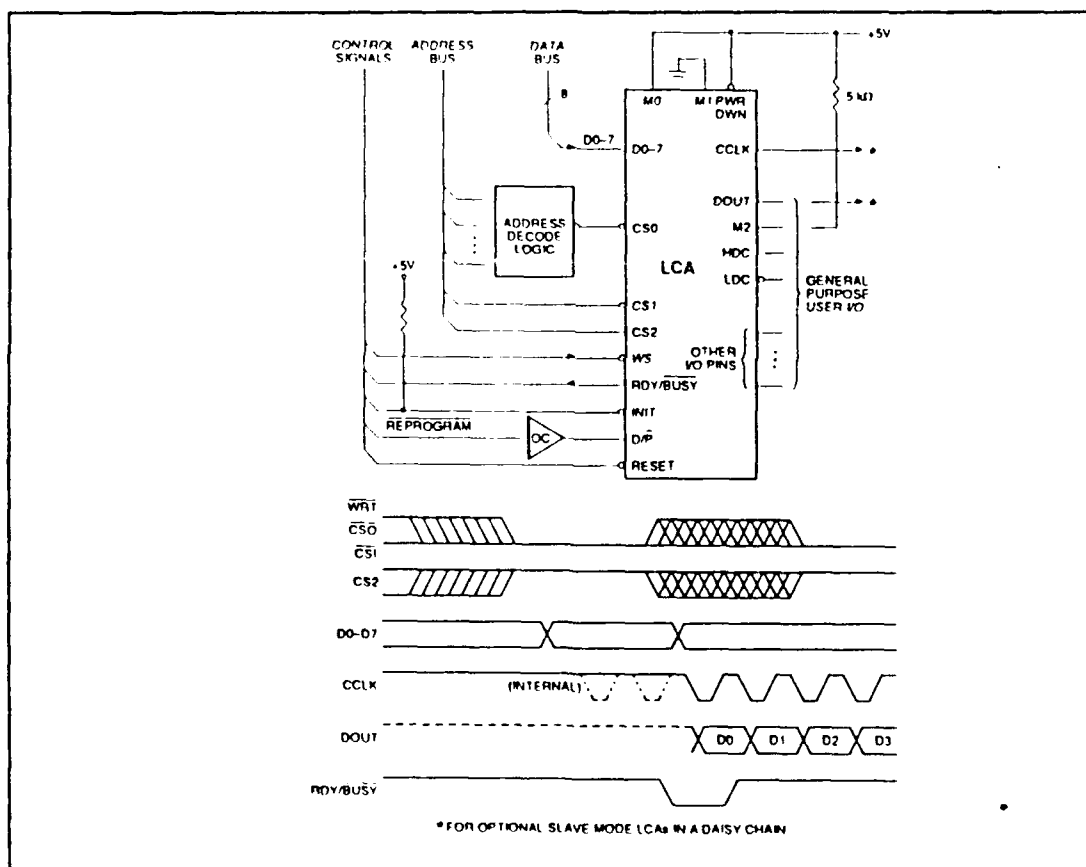 CONTROL SIGNALS
ADDRESS BUS
DATA BUS
+5V
8
M0
M1
PWR DWN
5 kΩ
D0-7
D0-7
CCLK
*
DOUT
*
ADDRESS DECODE LOGIC
CS0
M2
HDC
LCA
LDC
GENERAL PURPOSE USER I/O
+5V
CS1
CS2
OTHER I/O PINS
WS
RDY/BUSY
INIT
REPROGRAM
OC
D/P
RESET
WRT
CS0
CS1
CS2
D0-D7
CCLK
(INTERNAL)
DOUT
D0
D1
D2
D3
RDY/BUSY
*FOR OPTIONAL SLAVE MODE LCAs IN A DAISY CHAIN